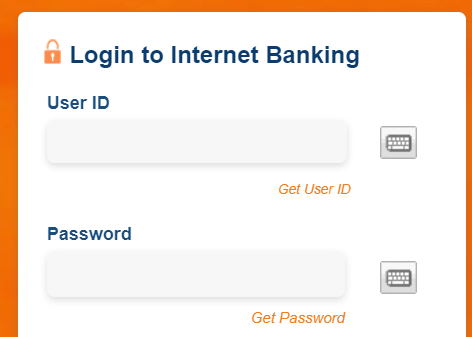 Login to Internet Banking
User ID
Get User ID
Password
Get Password